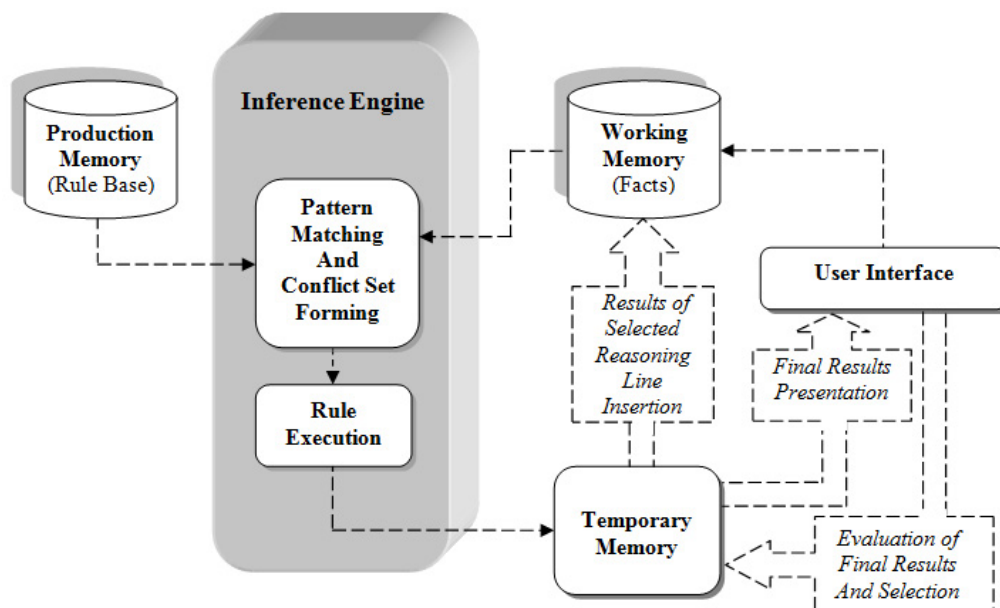 Inference Engine
Production
Memory
(Rule Base)
Working
Memory
(Facts)
Pattern
Matching
And
Conflict Set
Forming
User Interface
Results of
Selected
Reasoning
Line
Insertion
Final Results
Presentation
Rule
Execution
Temporary
Memory
Evaluation of
Final Results
And Selection